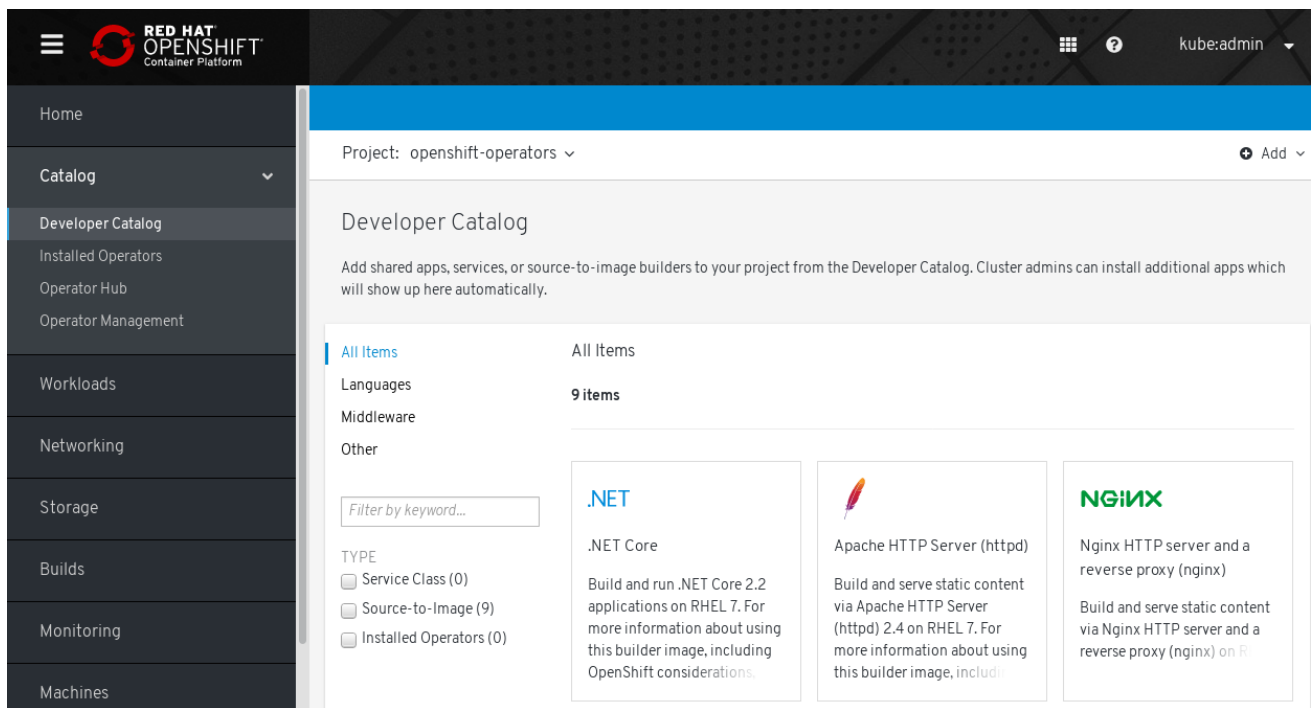 RED HAT
OPENSHIFT
Container Platform
kube:admin
Home
Catalog
Developer Catalog
Installed Operators
Operator Hub
Operator Management
Workloads
Networking
Storage
Builds
Monitoring
Machines
Project: openshift-operators
Add
Developer Catalog
Add shared apps, services, or source-to-image builders to your project from the Developer Catalog. Cluster admins can install additional apps which
will show up here automatically.
All Items
Languages
Middleware
Other
Filter by keyword...
TYPE
Service Class (0)
Source-to-Image (9)
Installed Operators (0)
All Items
9 items
.NET
.NET Core
Build and run .NET Core 2.2
applications on RHEL 7. For
more information about using
this builder image, including
OpenShift considerations,
Apache HTTP Server (httpd)
Build and serve static content
via Apache HTTP Server
(httpd) 2.4 on RHEL 7. For
more information about using
this builder image, includin
NGINX
Nginx HTTP server and a
reverse proxy (nginx)
Build and serve static content
via Nginx HTTP server and a
reverse proxy (nginx) on R